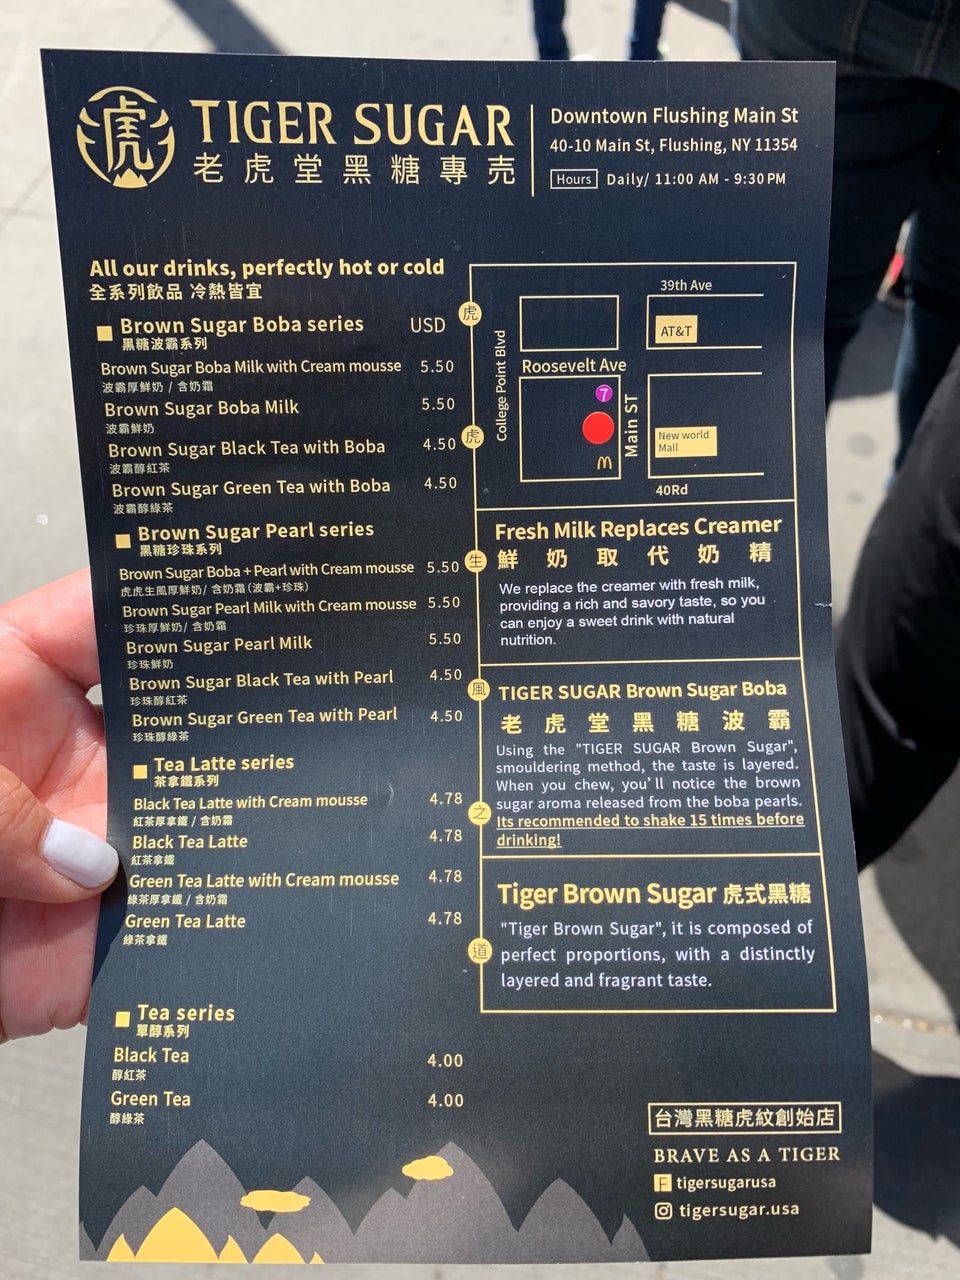 虎
TIGER SUGAR
老虎堂黑糖專売
Downtown Flushing Main St
40-10 Main St, Flushing, NY 11354
Hours Daily/ 11:00 AM - 9:30 PM
All our drinks, perfectly hot or cold
全系列飲品 冷熱皆宜
Brown Sugar Boba series USD
黑糖波霸系列
Brown Sugar Boba Milk with Cream mousse 5.50
波霸厚鮮奶 / 含奶霜
Brown Sugar Boba Milk 5.50
波霸鮮奶
Brown Sugar Black Tea with Boba 4.50
波霸醇紅茶
Brown Sugar Green Tea with Boba 4.50
波霸醇綠茶
Brown Sugar Pearl series
黑糖珍珠系列
Brown Sugar Boba + Pearl with Cream mousse 5.50
虎虎生風厚鮮奶/ 含奶霜 (波霸+珍珠)
Brown Sugar Pearl Milk with Cream mousse 5.50
珍珠厚鮮奶/ 含奶霜
Brown Sugar Pearl Milk 5.50
珍珠鮮奶
Brown Sugar Black Tea with Pearl 4.50
珍珠醇紅茶
Brown Sugar Green Tea with Pearl 4.50
珍珠醇綠茶
Tea Latte series
茶拿鐵系列
Black Tea Latte with Cream mousse 4.78
紅茶厚拿鐵 / 含奶霜
Black Tea Latte 4.78
紅茶拿鐵
Green Tea Latte with Cream mousse 4.78
綠茶厚拿鐵 / 含奶霜
Green Tea Latte 4.78
綠茶拿鐵
Tea series
單醇系列
Black Tea 4.00
醇紅茶
Green Tea 4.00
醇綠茶
虎
虎
生
風
之
道
39th Ave
AT&T
College Point Blvd
Roosevelt Ave
7
Main ST
New world
Mall
40Rd
Fresh Milk Replaces Creamer
鮮奶取代奶精
We replace the creamer with fresh milk,
providing a rich and savory taste, so you
can enjoy a sweet drink with natural
nutrition.
TIGER SUGAR Brown Sugar Boba
老虎堂黑糖波霸
Using the "TIGER SUGAR Brown Sugar",
smouldering method, the taste is layered.
When you chew, you'll notice the brown
sugar aroma released from the boba pearls.
Its recommended to shake 15 times before
drinking!
Tiger Brown Sugar 虎式黑糖
"Tiger Brown Sugar", it is composed of
perfect proportions, with a distinctly
layered and fragrant taste.
台灣黑糖虎紋創始店
BRAVE AS A TIGER
F tigersugarusa
tigersugar.usa